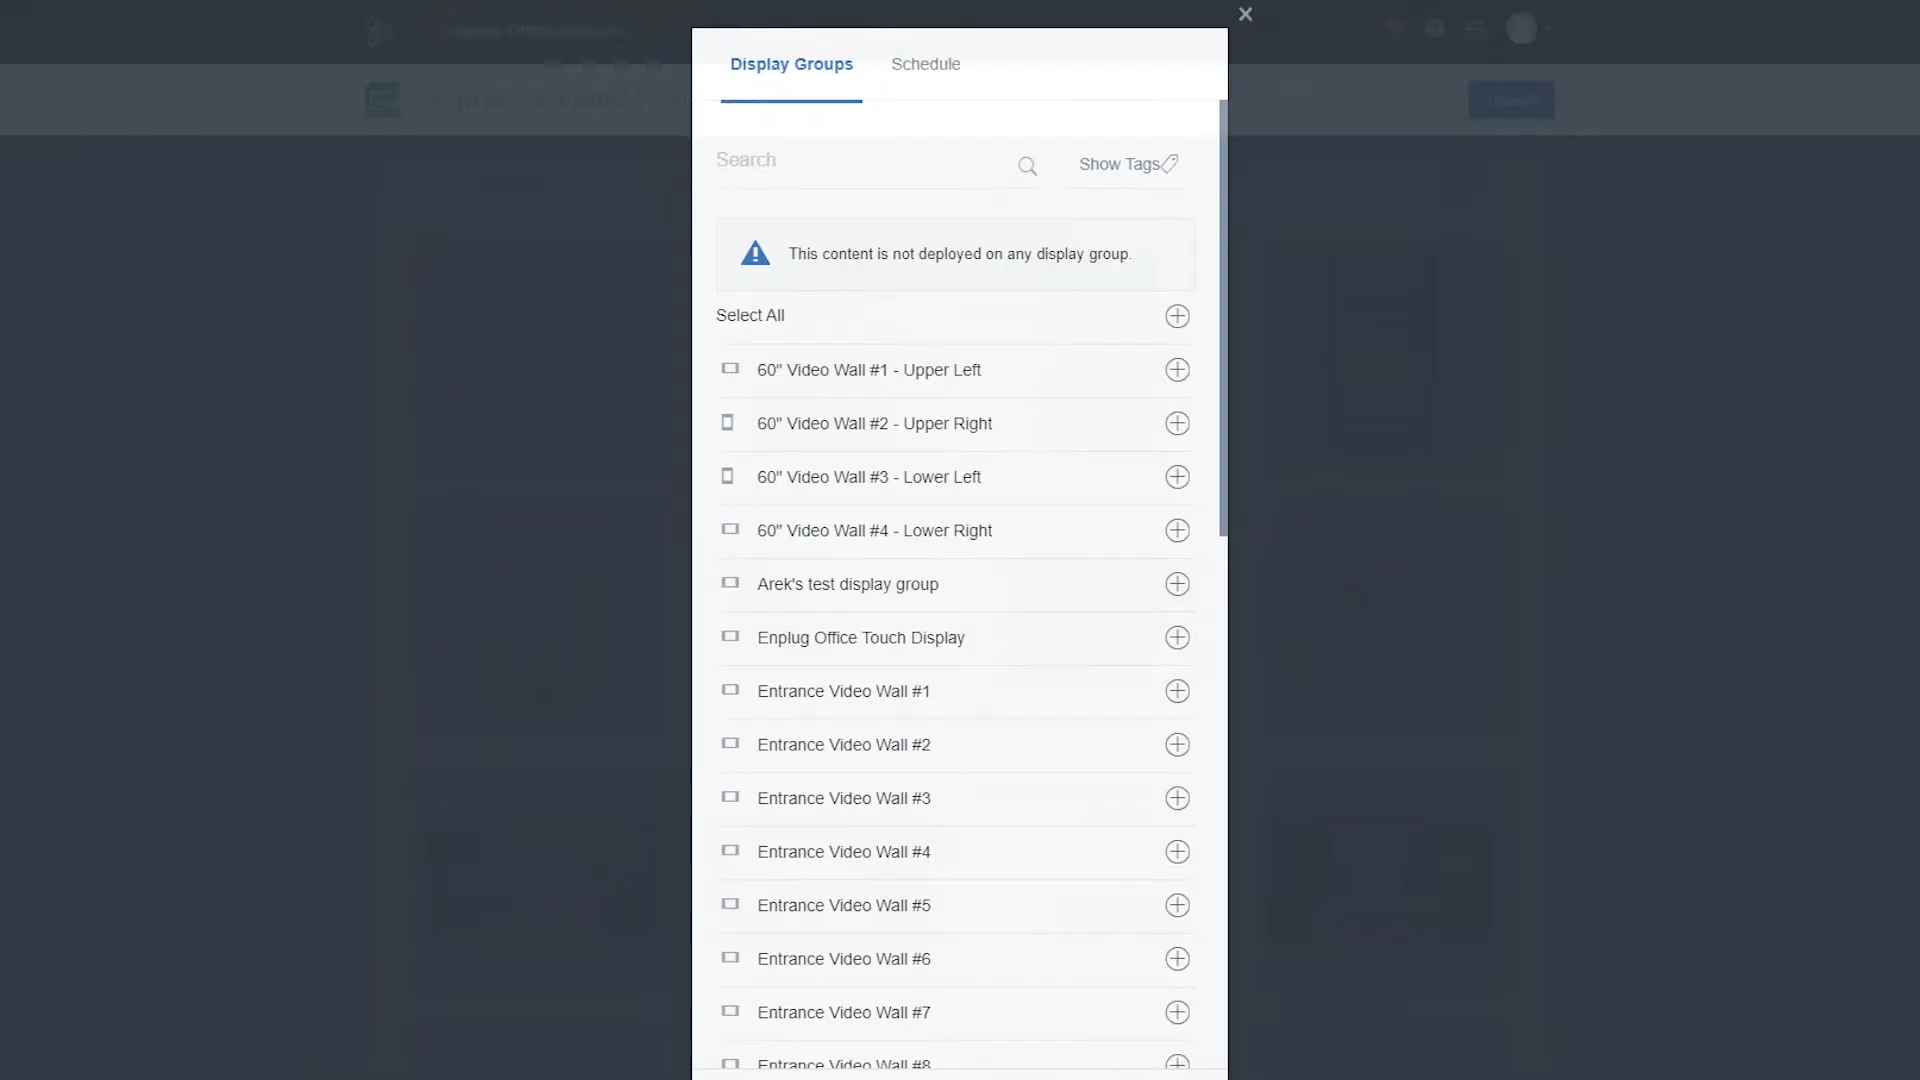 Display Groups Schedule
Search
Show Tags
This content is not deployed on any display group.
Select All
60" Video Wall #1 - Upper Left
60" Video Wall #2 - Upper Right
60" Video Wall #3 - Lower Left
60" Video Wall #4 - Lower Right
Arek's test display group
Enplug Office Touch Display
Entrance Video Wall #1
Entrance Video Wall #2
Entrance Video Wall #3
Entrance Video Wall #4
Entrance Video Wall #5
Entrance Video Wall #6
Entrance Video Wall #7
Entrance Video Wall #8